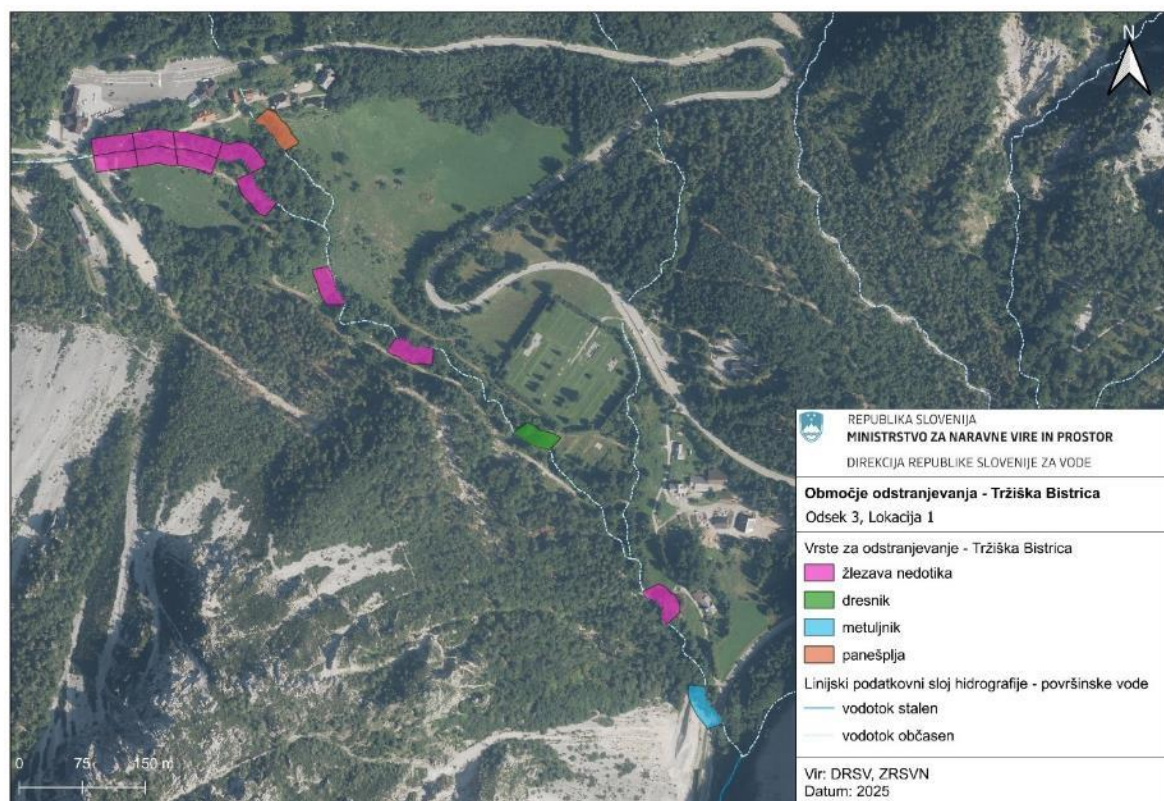 N
REPUBLIKA SLOVENIJA
MINISTRSTVO ZA NARAVNE VIRE IN PROSTOR
DIREKCIJA REPUBLIKE SLOVENIJE ZA VODE
Območje odstranjevanja - Tržiška Bistrica
Odsek 3, Lokacija 1
Vrste za odstranjevanje - Tržiška Bistrica
žlezava nedotika
dresnik
metuljnik
panešplja
Linijski podatkovni sloj hidrografije - površinske vode
vodotok stalen
vodotok občasen
Vir: DRSV, ZRSVN
Datum: 2025
0 75 150 m